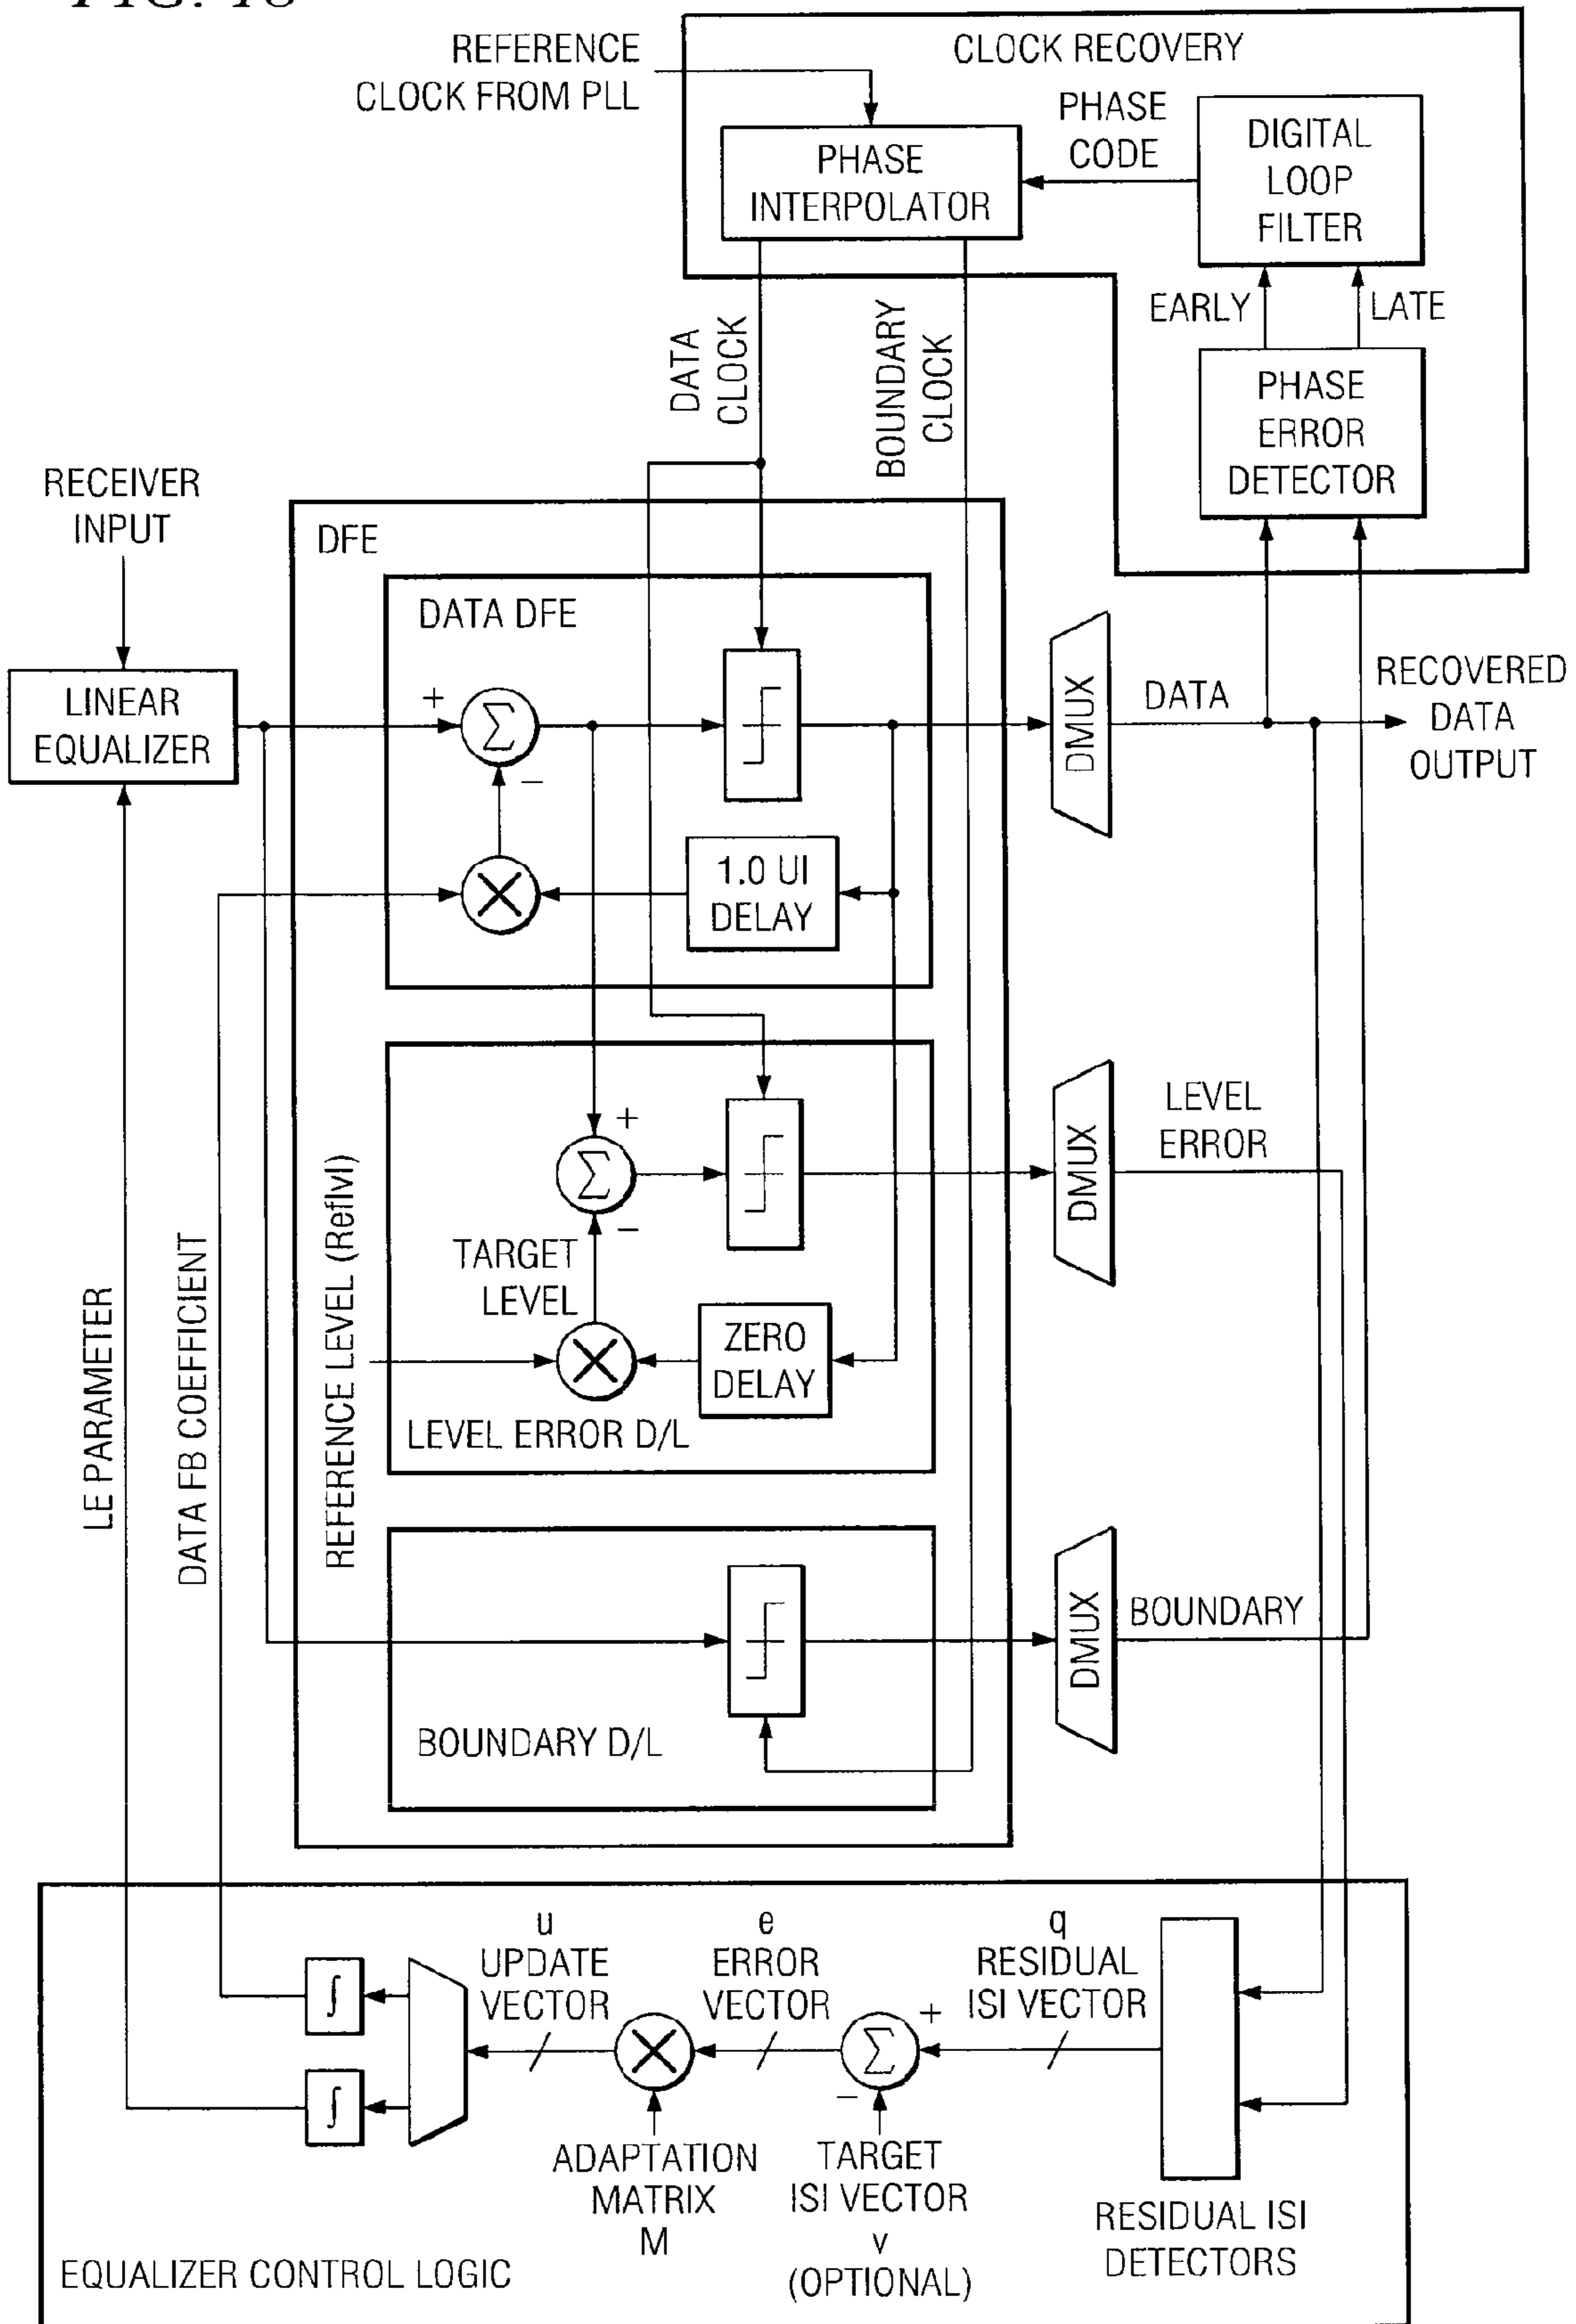 REFERENCE
CLOCK FROM PLL
CLOCK RECOVERY
PHASE
INTERPOLATOR
PHASE
CODE
DIGITAL
LOOP
FILTER
EARLY
LATE
PHASE
ERROR
DETECTOR
DATA
CLOCK
BOUNDARY
CLOCK
RECEIVER
INPUT
LINEAR
EQUALIZER
DFE
DATA DFE
+
Σ
−
1.0 UI
DELAY
DMUX
DATA
RECOVERED
DATA
OUTPUT
+
Σ
−
TARGET
LEVEL
ZERO
DELAY
LEVEL ERROR D/L
DMUX
LEVEL
ERROR
LE PARAMETER
DATA FB COEFFICIENT
REFERENCE LEVEL (Reflvl)
BOUNDARY D/L
DMUX
BOUNDARY
∫
∫
u
UPDATE
VECTOR
e
ERROR
VECTOR
q
RESIDUAL
ISI VECTOR
+
Σ
−
ADAPTATION
MATRIX
M
TARGET
ISI VECTOR
v
(OPTIONAL)
RESIDUAL ISI
DETECTORS
EQUALIZER CONTROL LOGIC